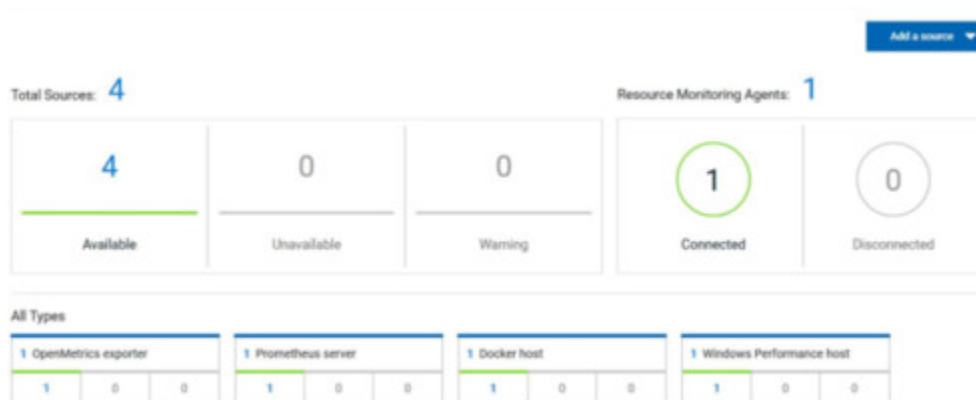 Add a source
Total Sources: 4
Resource Monitoring Agents: 1
4 0 0
1 0
Available Unavailable Warning
Connected Disconnected
All Types
1 OpenMetrics exporter
1 Prometheus server
1 Docker host
1 Windows Performance host
1 0 0
1 0 0
1 0 0
1 0 0